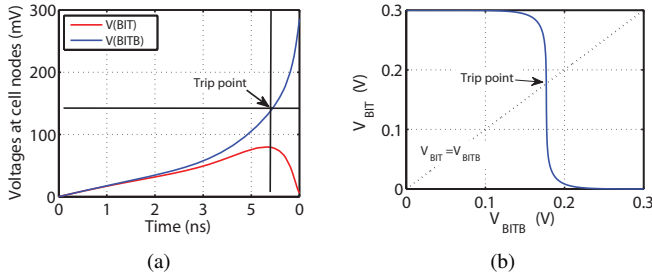 300
200
100
0
Voltages at cell nodes (mV)
V(BIT)
V(BITB)
Trip point
0 1 2 3 5 0
Time (ns)
(a)
0.3
0.2
0.1
0
V_BIT (V)
Trip point
V_BIT =V_BITB
0 0.1 0.2 0.3
V_BITB (V)
(b)